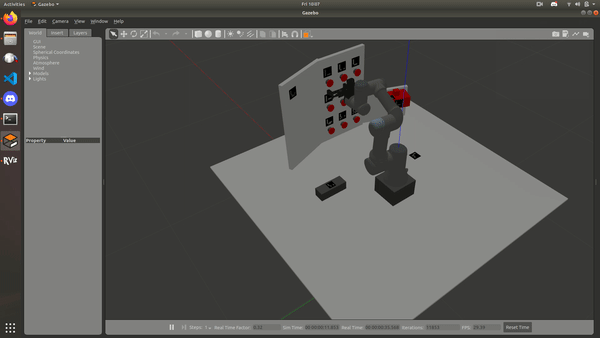 Activities
Gazebo
Fri 16:07
Gazebo
File Edit Camera View Window Help
World Insert Layers
GUI
Scene
Spherical Coordinates
Physics
Atmosphere
Wind
Models
Lights
Property Value
RViz
Steps: Real Time Factor: Sim Time: Real Time: Iterations: FPS: Reset Time